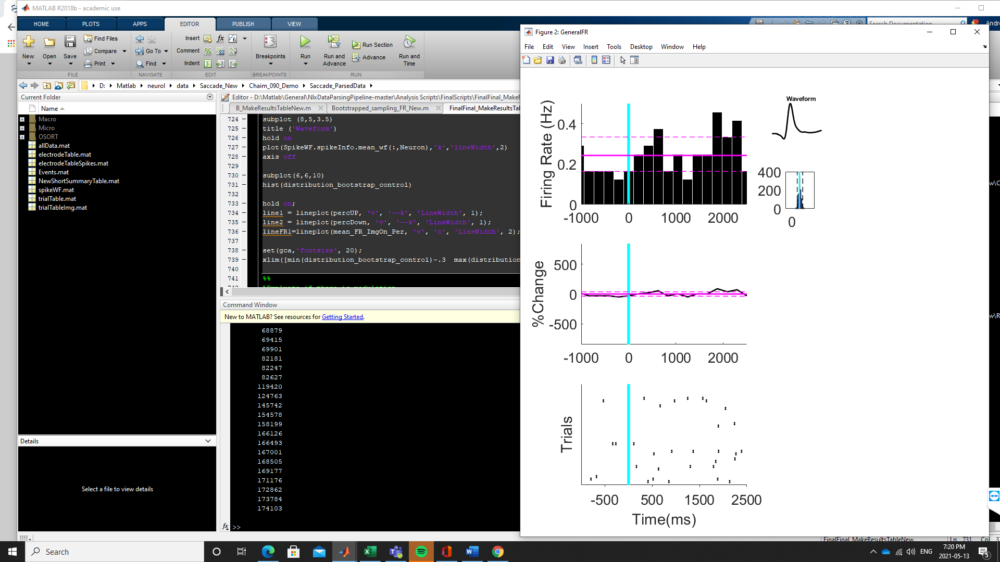 MATLAB R2018b - academic use
HOME PLOTS APPS EDITOR PUBLISH VIEW
Search Documentation
New Open Save Find Files Compare Print
Go To Find
Insert fx
Comment
Indent
Breakpoints
Run
Run and Advance
Run Section
Advance
Run and Time
FILE NAVIGATE EDIT BREAKPOINTS RUN
D: Matlab neurol data Saccade_New Chaim_090_Demo Saccade_ParsedData
Current Folder
Name
Macro
Micro
OSORT
allData.mat
electrodeTable.mat
electrodeTableSpikes.mat
Events.mat
NewShortSummaryTable.mat
spikeWF.mat
trialTable.mat
trialTableImg.mat
Details
Select a file to view details
Editor - D:\Matlab\General\NlxDataParsingPipeline-master\Analysis Scripts\FinalScripts\FinalFinal_MakeR
B_MakeResultsTableNew.m Bootstrapped_sampling_FR_New.m FinalFinal_MakeResultsTa
724 subplot (8,5,3.5)
725 title ('Waveform')
726 hold on
727 plot(SpikeWF.spikeInfo.mean_wf(:,Neuron),'k','lineWidth',2)
728 axis off
729
730 subplot(6,6,10)
731 hist(distribution_bootstrap_control)
732
733 hold on;
734 line1 = lineplot(percUP, 'v', '--k', 'LineWidth', 1);
735 line2 = lineplot(percDown, 'v', '--k', 'LineWidth', 1);
736 lineFR1=lineplot(mean_FR_ImgOn_Per, 'v', 'c', 'LineWidth', 2);
737
738 set(gca,'fontsize', 20);
739 xlim([min(distribution_bootstrap_control)-.3 max(distribution
740
741 %%
Command Window
New to MATLAB? See resources for Getting Started.
68879
69415
69901
82181
82247
82627
119420
124763
145742
154578
158199
166126
166493
167001
168505
169177
171176
172862
173784
174103
fx >>
Figure 2: GeneralFR
File Edit View Insert Tools Desktop Window Help
Firing Rate (Hz)
0.4
0.2
0
-1000 0 1000 2000
Waveform
400
200
0
0
%Change
500
0
-500
-1000 0 1000 2000
Trials
-500 500 1500 2500
Time(ms)
FinalFinal_MakeResultsTableNew Ln 731 Col
Search
ENG
7:20 PM
2021-05-13
5